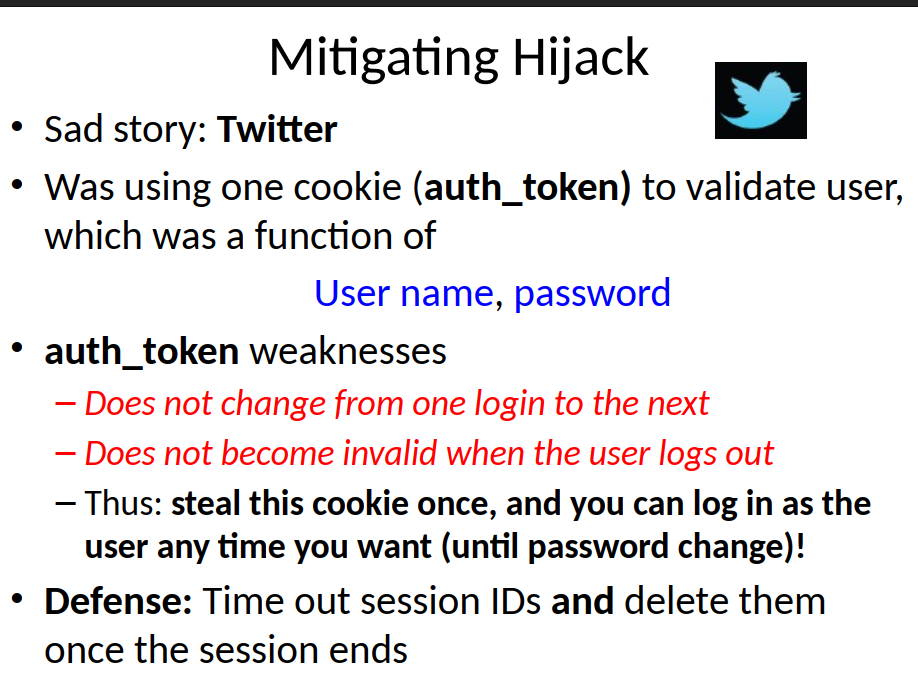 Mitigating Hijack
• Sad story: Twitter
• Was using one cookie (auth_token) to validate user,
which was a function of
User name, password
• auth_token weaknesses
– Does not change from one login to the next
– Does not become invalid when the user logs out
– Thus: steal this cookie once, and you can log in as the
user any time you want (until password change)!
• Defense: Time out session IDs and delete them
once the session ends